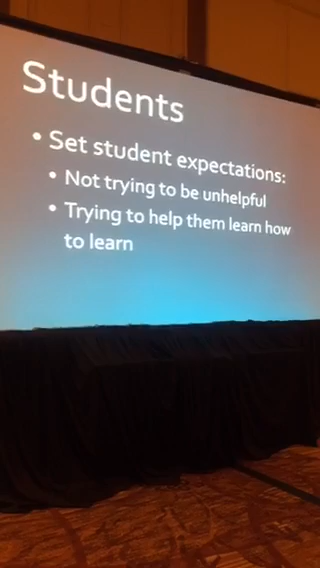 Students
• Set student expectations:
• Not trying to be unhelpful
• Trying to help them learn how
to learn